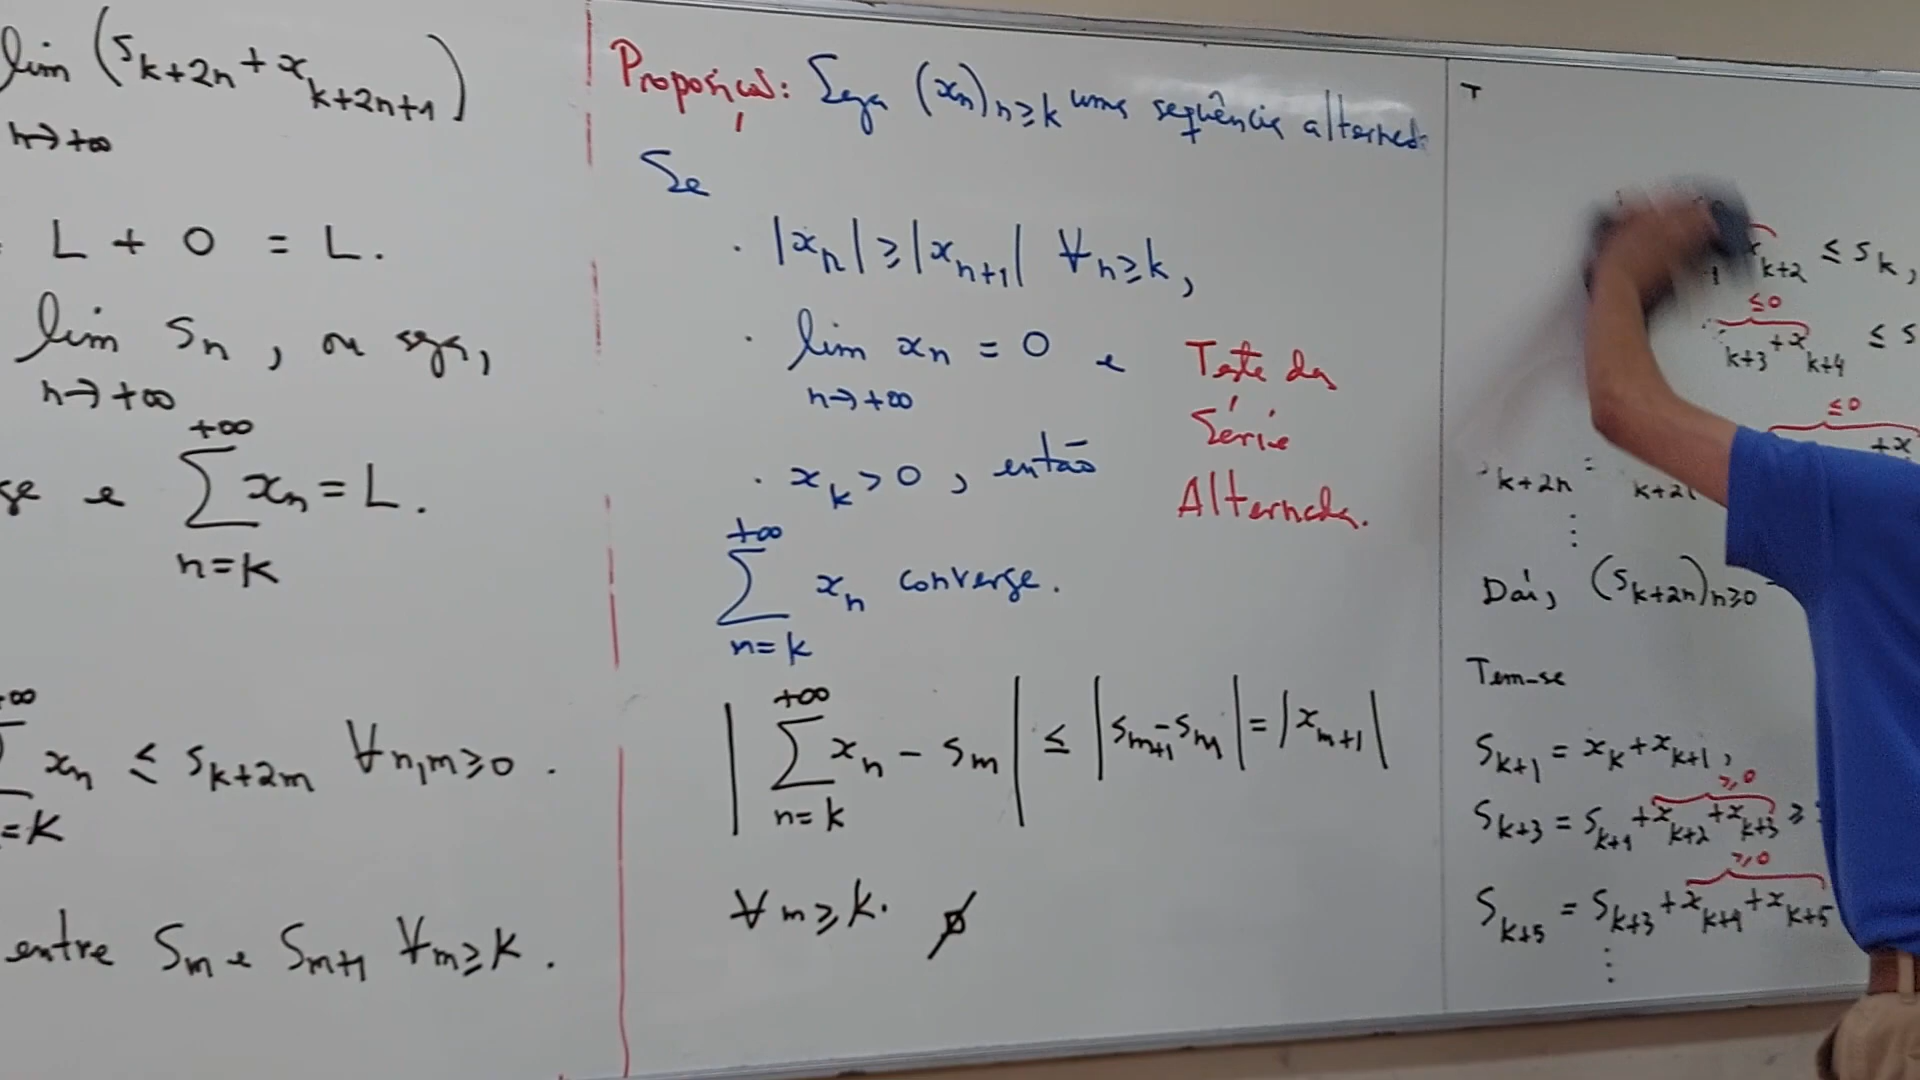 lim (S_{k+2n} + x_{k+2n+1})
n→+∞
L + 0 = L.
lim S_n, ou seja,
n→+∞
e \sum_{n=k}^{+∞} x_n = L.
x_n ≤ S_{k+2m} ∀n,m≥0.
entre S_m e S_{m+1} ∀m≥k.
Proposição: Seja (x_n)_{n≥k} uma sequência alternad
Se
· |x_n| ≥ |x_{n+1}| ∀n≥k,
· lim x_n = 0 e
n→+∞
· x_k > 0, então
\sum_{n=k}^{+∞} x_n converge.
Teste da
Série
Alternada.
|\sum_{n=k}^{+∞} x_n - S_m| ≤ |S_{m+1} - S_m| = |x_{m+1}|
∀m≥k.
x_{k+2} ≤ S_k,
≤0
k+3 + x_{k+4} ≤ S
≤0
+x
k+2n =
⋮
Daí, (S_{k+2n})_{n≥0}
Tem-se
S_{k+1} = x_k + x_{k+1},
≥0
S_{k+3} = S_{k+1} + x_{k+2} + x_{k+3} ≥
≥0
S_{k+5} = S_{k+3} + x_{k+4} + x_{k+5}
⋮